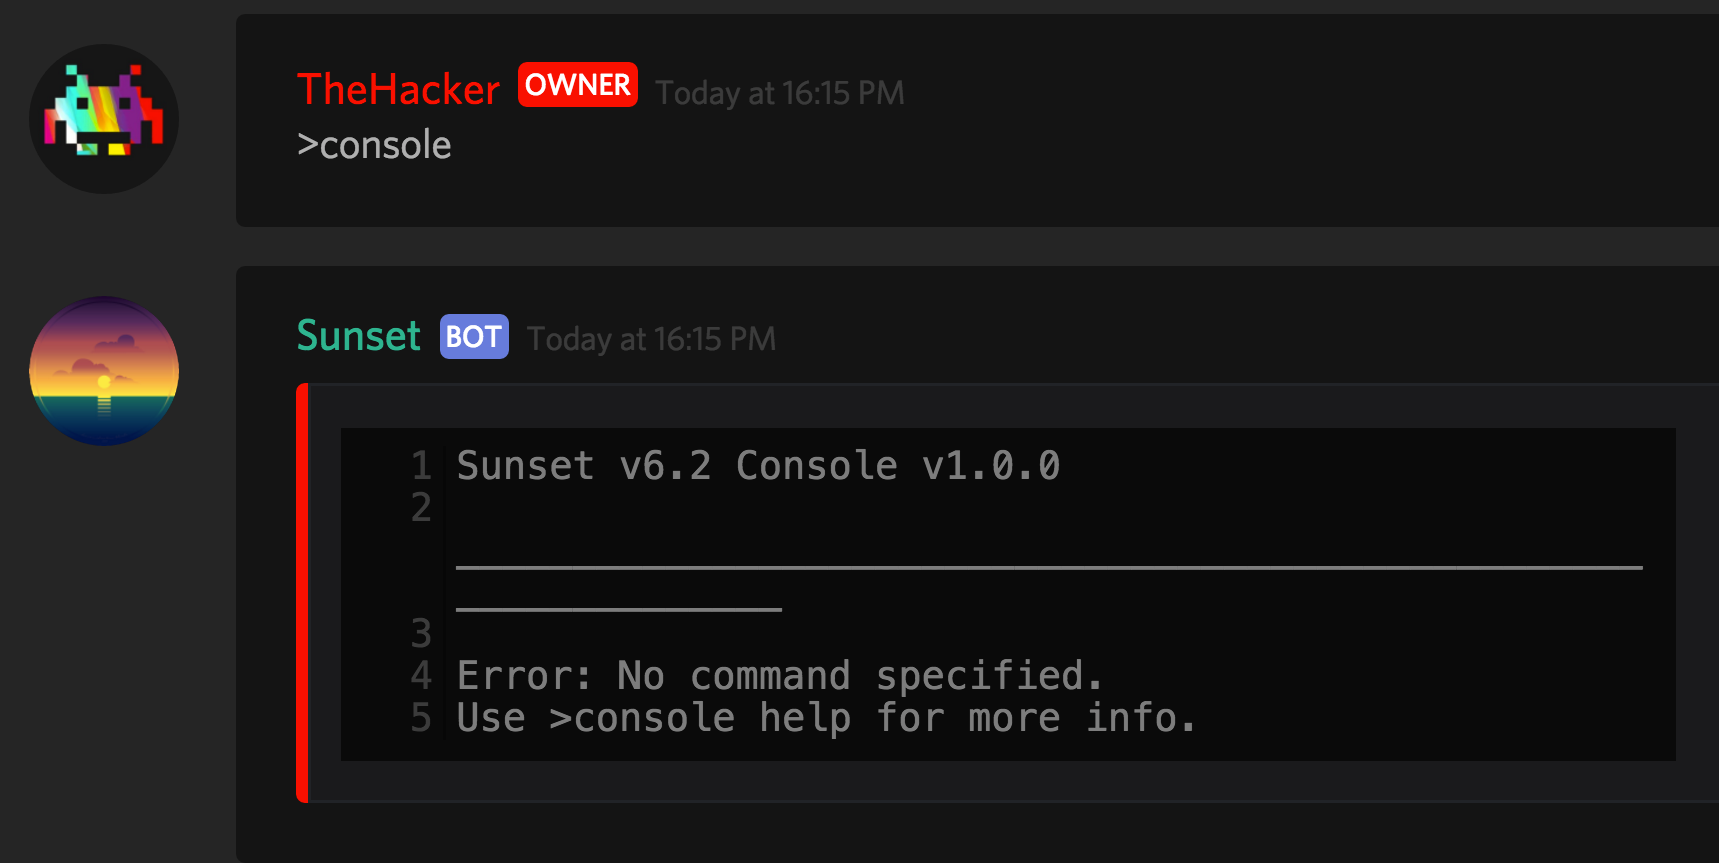 TheHacker OWNER Today at 16:15 PM
>console
Sunset BOT Today at 16:15 PM
1 Sunset v6.2 Console v1.0.0
2
3
4 Error: No command specified.
5 Use >console help for more info.